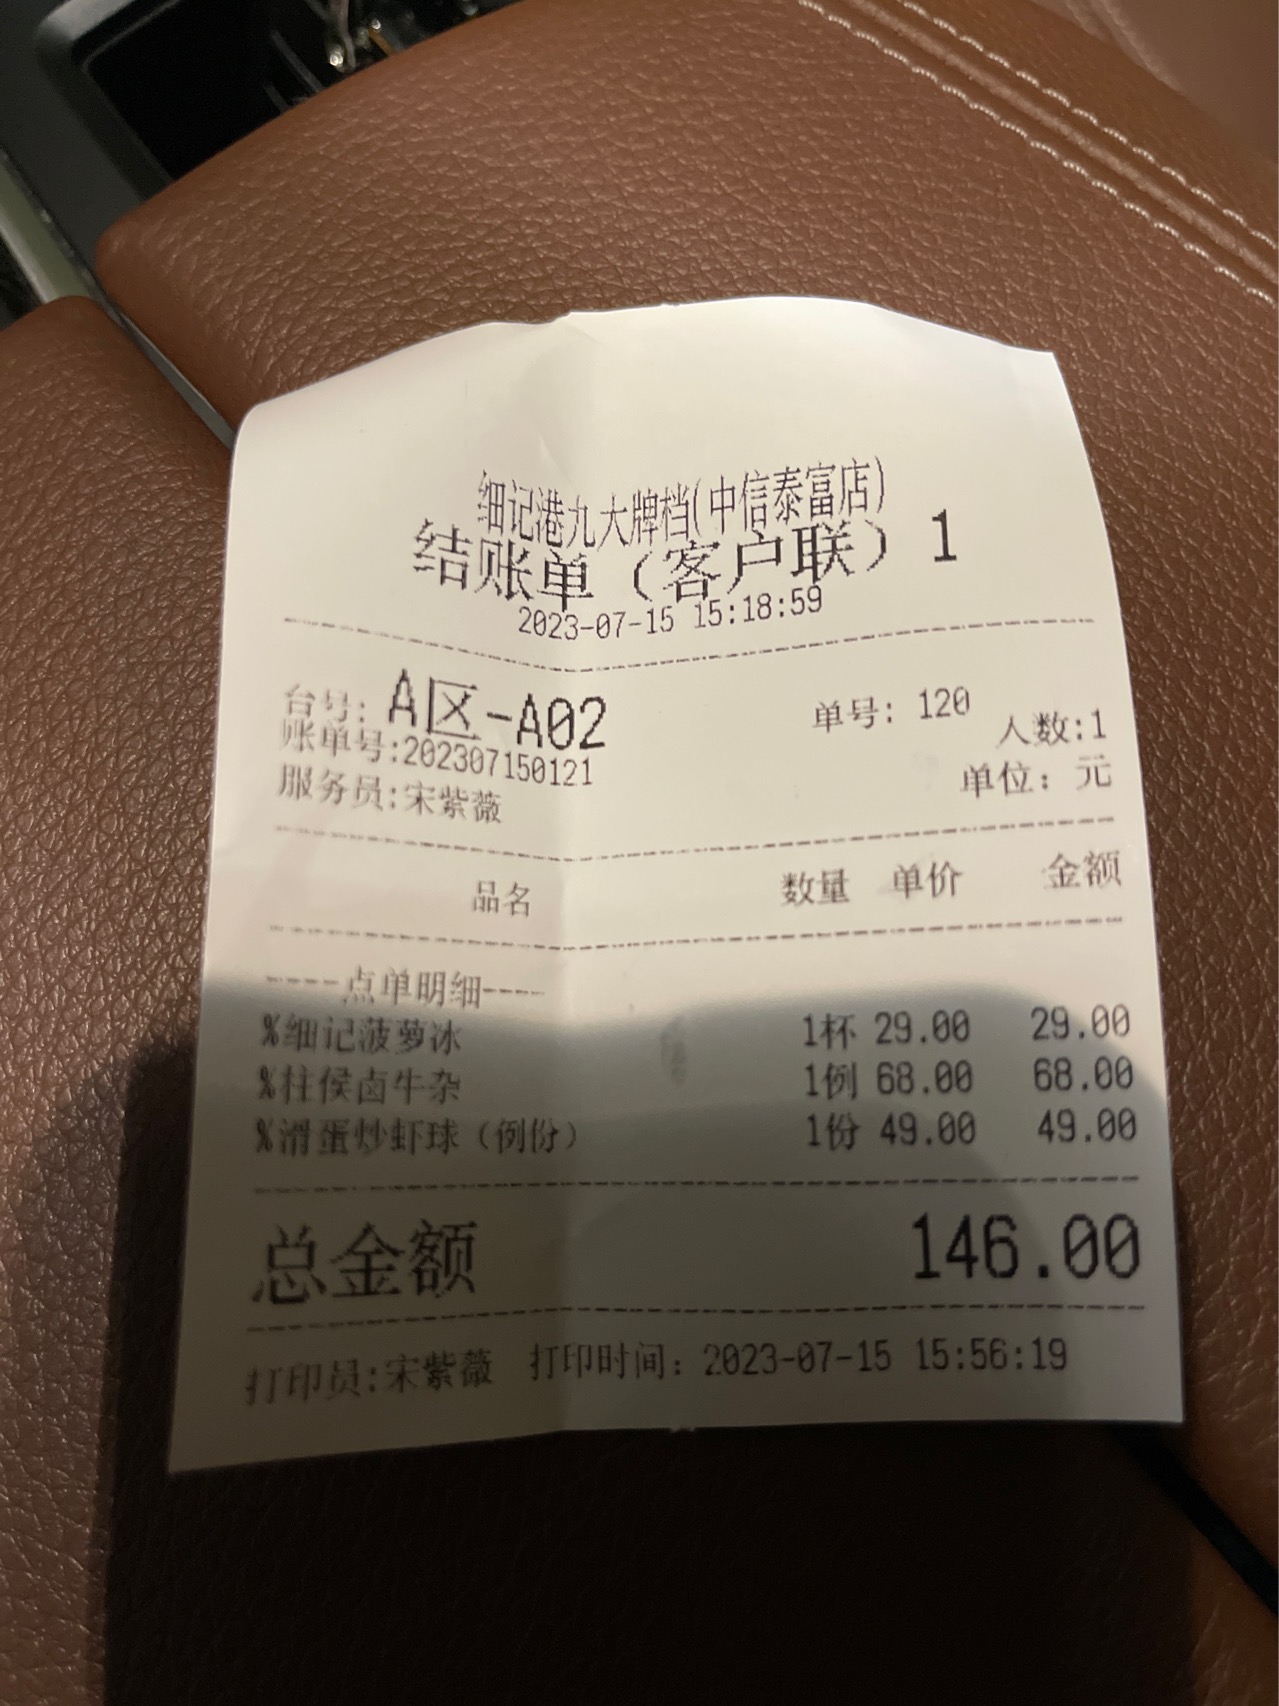 细记港九大牌档(中信泰富店)
结账单（客户联）1
2023-07-15 15:18:59
台号: A区-A02 单号: 120
账单号:202307150121 人数:1
服务员:宋紫薇 单位: 元
品名 数量 单价 金额
----点单明细----
%细记菠萝冰 1杯 29.00 29.00
%柱侯卤牛杂 1例 68.00 68.00
%滑蛋炒虾球（例份） 1份 49.00 49.00
总金额 146.00
打印员:宋紫薇 打印时间: 2023-07-15 15:56:19